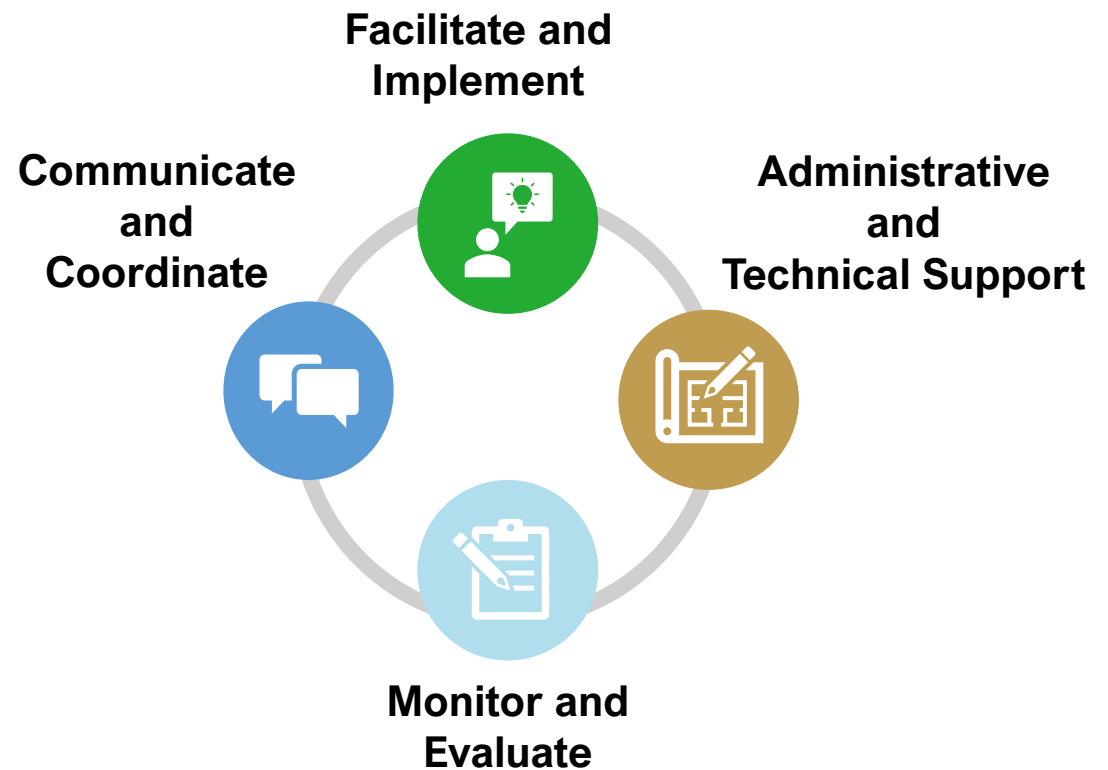 Facilitate and
Implement
Communicate
and
Coordinate
Administrative
and
Technical Support
Monitor and
Evaluate